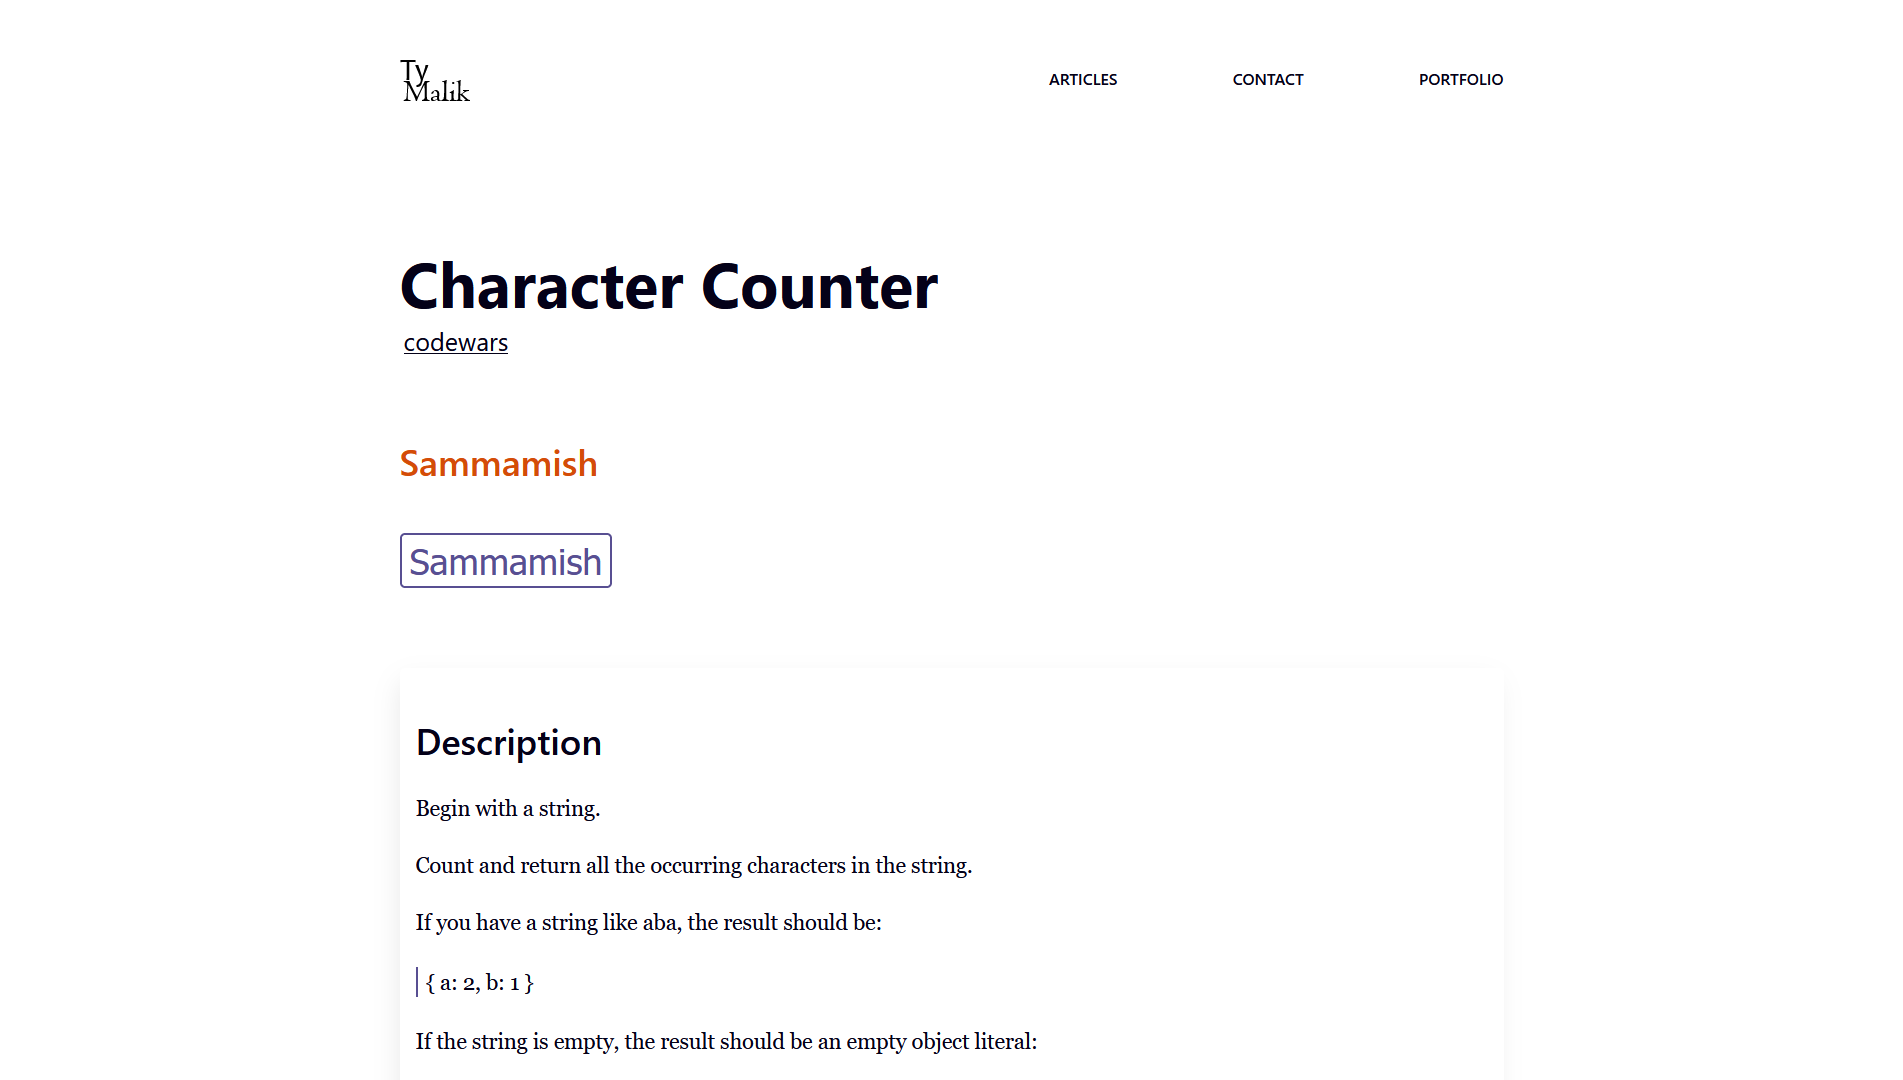 Ty
Malik
ARTICLES CONTACT PORTFOLIO
Character Counter
codewars
Sammamish
Sammamish
Description
Begin with a string.
Count and return all the occurring characters in the string.
If you have a string like aba, the result should be:
{ a: 2, b: 1 }
If the string is empty, the result should be an empty object literal: